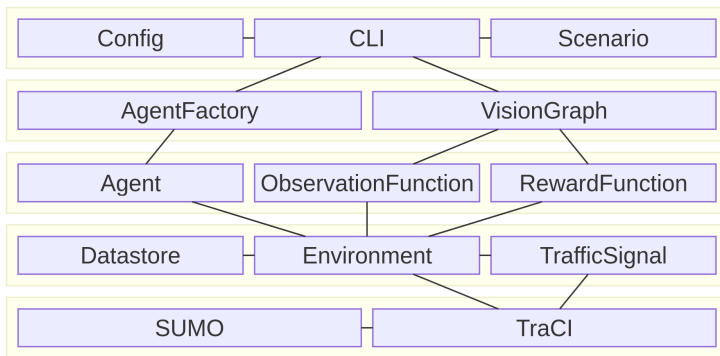 Config
CLI
Scenario
AgentFactory
VisionGraph
Agent
ObservationFunction
RewardFunction
Datastore
Environment
TrafficSignal
SUMO
TraCI